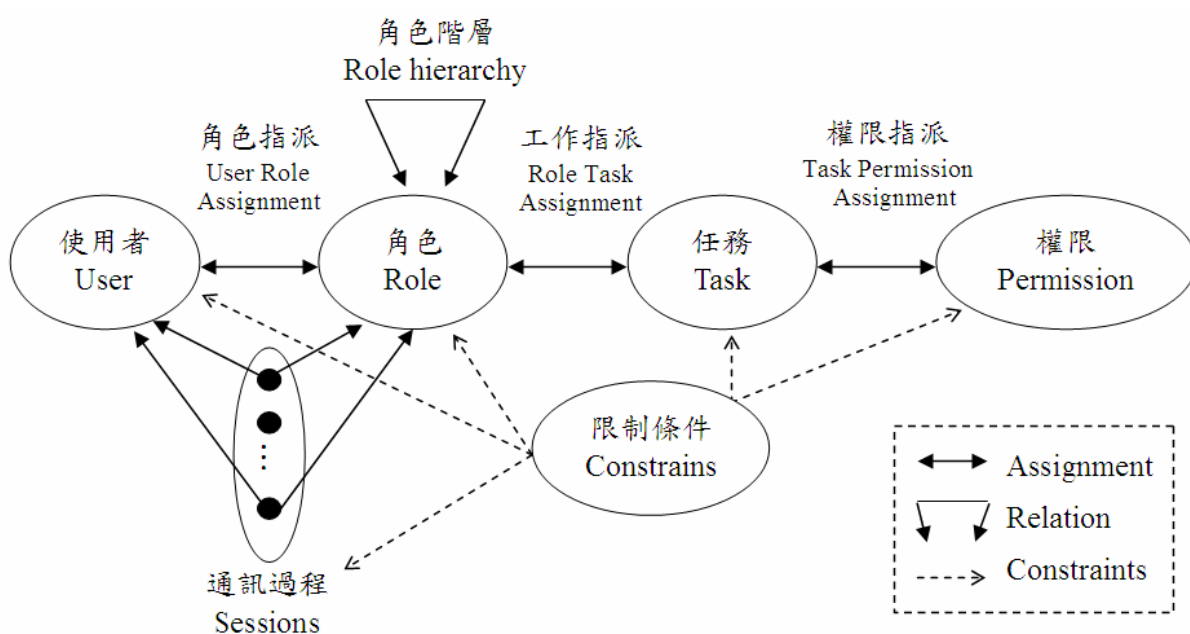 角色階層
Role hierarchy
角色指派
User Role
Assignment
工作指派
Role Task
Assignment
權限指派
Task Permission
Assignment
使用者
User
角色
Role
任務
Task
權限
Permission
限制條件
Constrains
⋯
通訊過程
Sessions
Assignment
Relation
Constraints